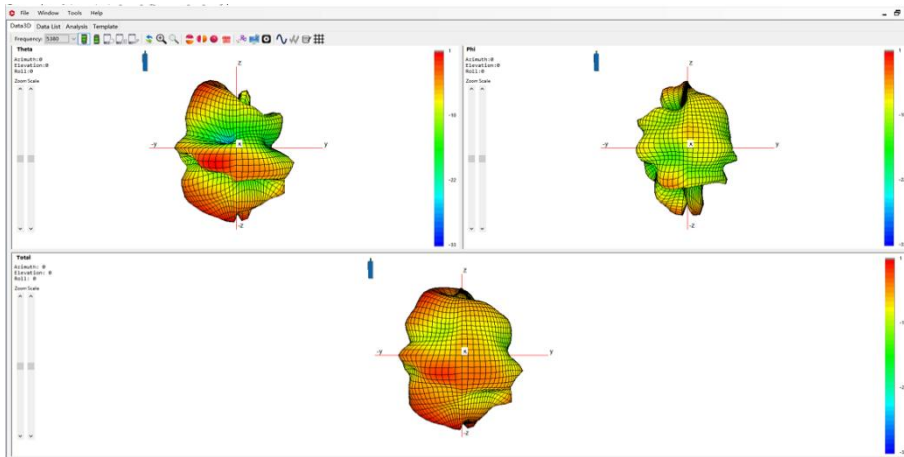 File Window Tools Help
Data3D Data List Analysis Template
Frequency: 5380
Theta
Azimuth:0
Elevation:0
Roll:0
Zoom Scale
z
-y
x
y
-z
Phi
Azimuth:0
Elevation:0
Roll:0
Zoom Scale
z
-y
x
y
-z
Total
Azimuth: 0
Elevation: 0
Roll: 0
Zoom Scale
z
-y
x
y
-z